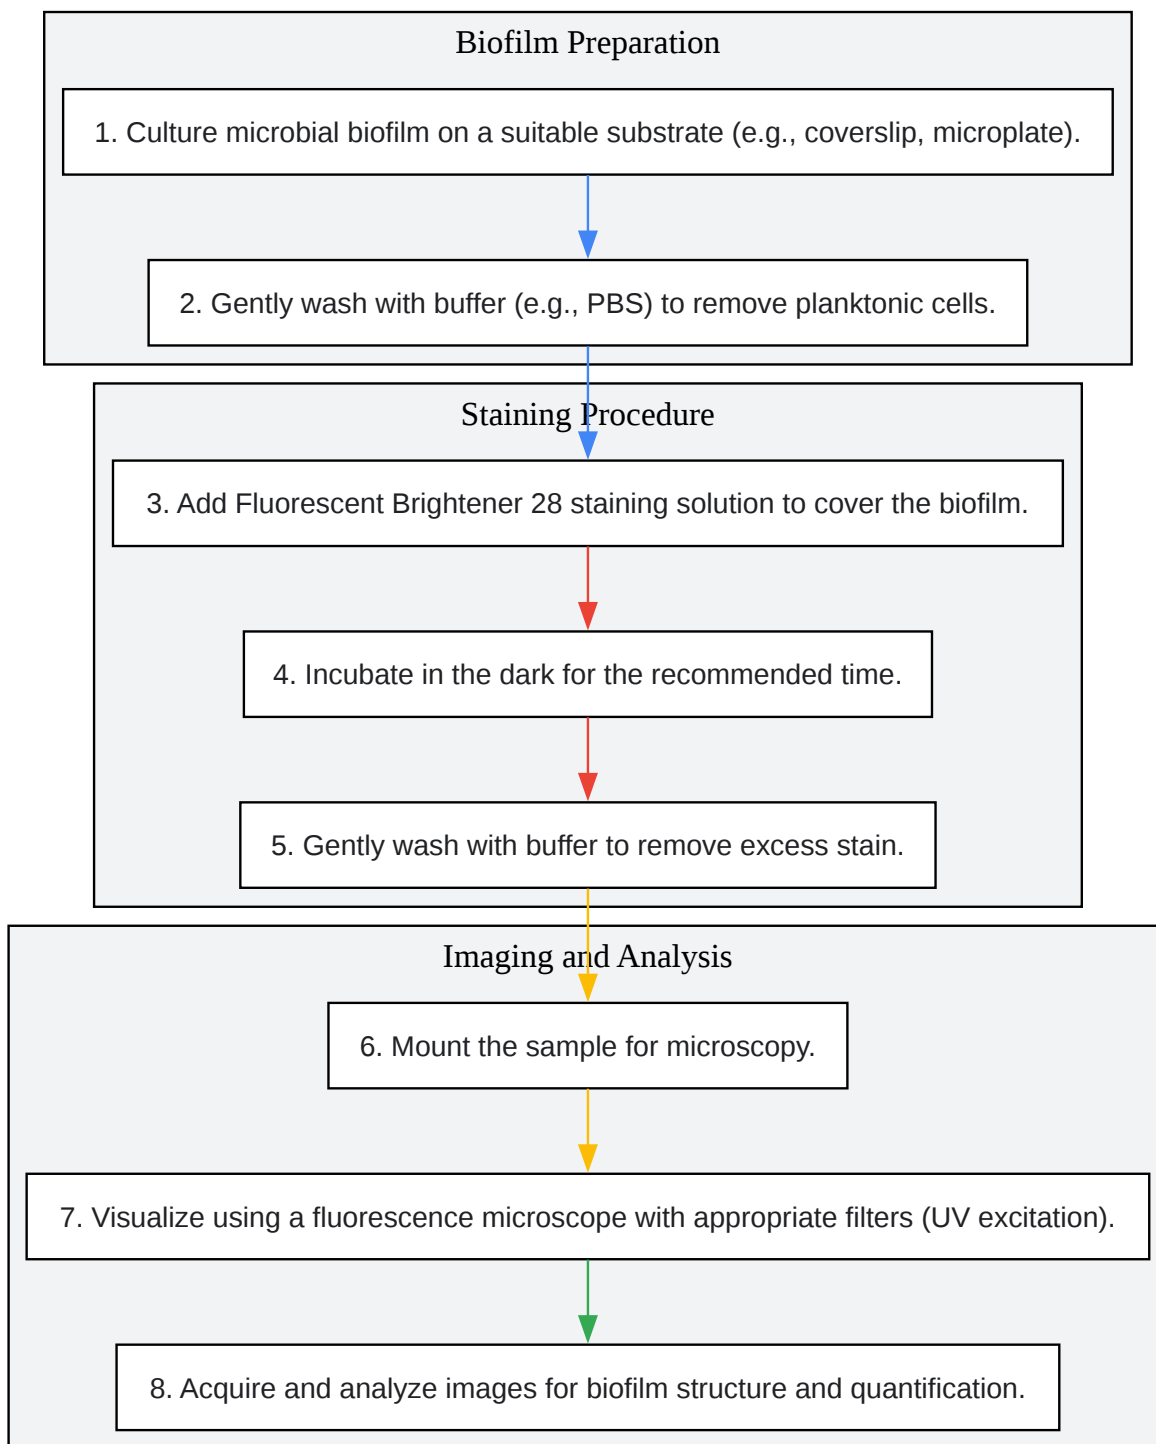 Biofilm Preparation
1. Culture microbial biofilm on a suitable substrate (e.g., coverslip, microplate).
2. Gently wash with buffer (e.g., PBS) to remove planktonic cells.
Staining Procedure
3. Add Fluorescent Brightener 28 staining solution to cover the biofilm.
4. Incubate in the dark for the recommended time.
5. Gently wash with buffer to remove excess stain.
Imaging and Analysis
6. Mount the sample for microscopy.
7. Visualize using a fluorescence microscope with appropriate filters (UV excitation).
8. Acquire and analyze images for biofilm structure and quantification.